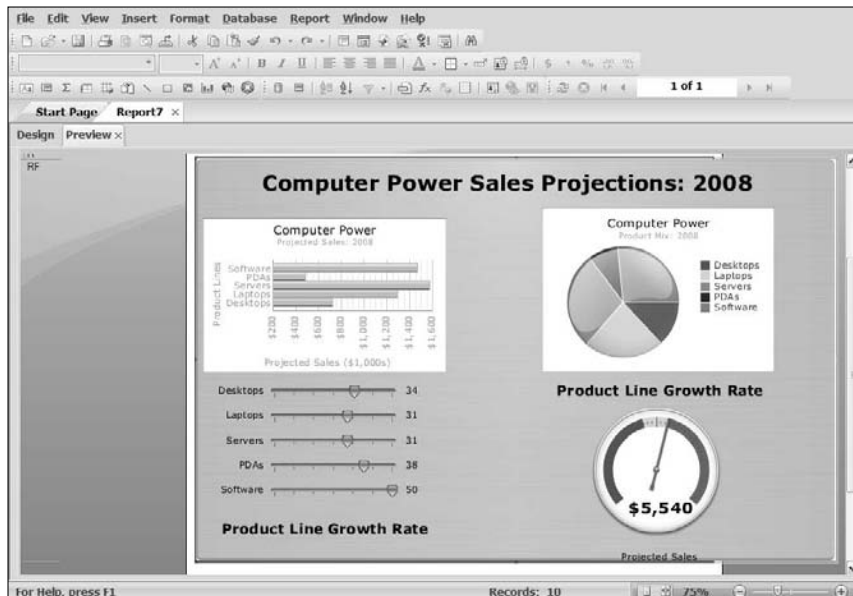 File Edit View Insert Format Database Report Window Help
1 of 1
Start Page Report7 ×
Design Preview ×
RF
Computer Power Sales Projections: 2008
Computer Power
Projected Sales: 2008
Product Lines
Software
PDAs
Servers
Laptops
Desktops
$200 $400 $600 $800 $1,000 $1,200 $1,400 $1,600
Projected Sales ($1,000s)
Computer Power
Product Mix: 2008
Desktops
Laptops
Servers
PDAs
Software
Desktops 34
Laptops 31
Servers 31
PDAs 38
Software 50
Product Line Growth Rate
Product Line Growth Rate
$5,540
Projected Sales
For Help, press F1 Records: 10 75%